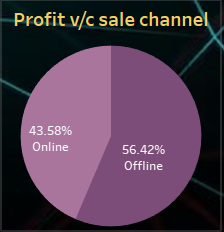 Profit v/c sale channel
43.58%
Online
56.42%
Offline